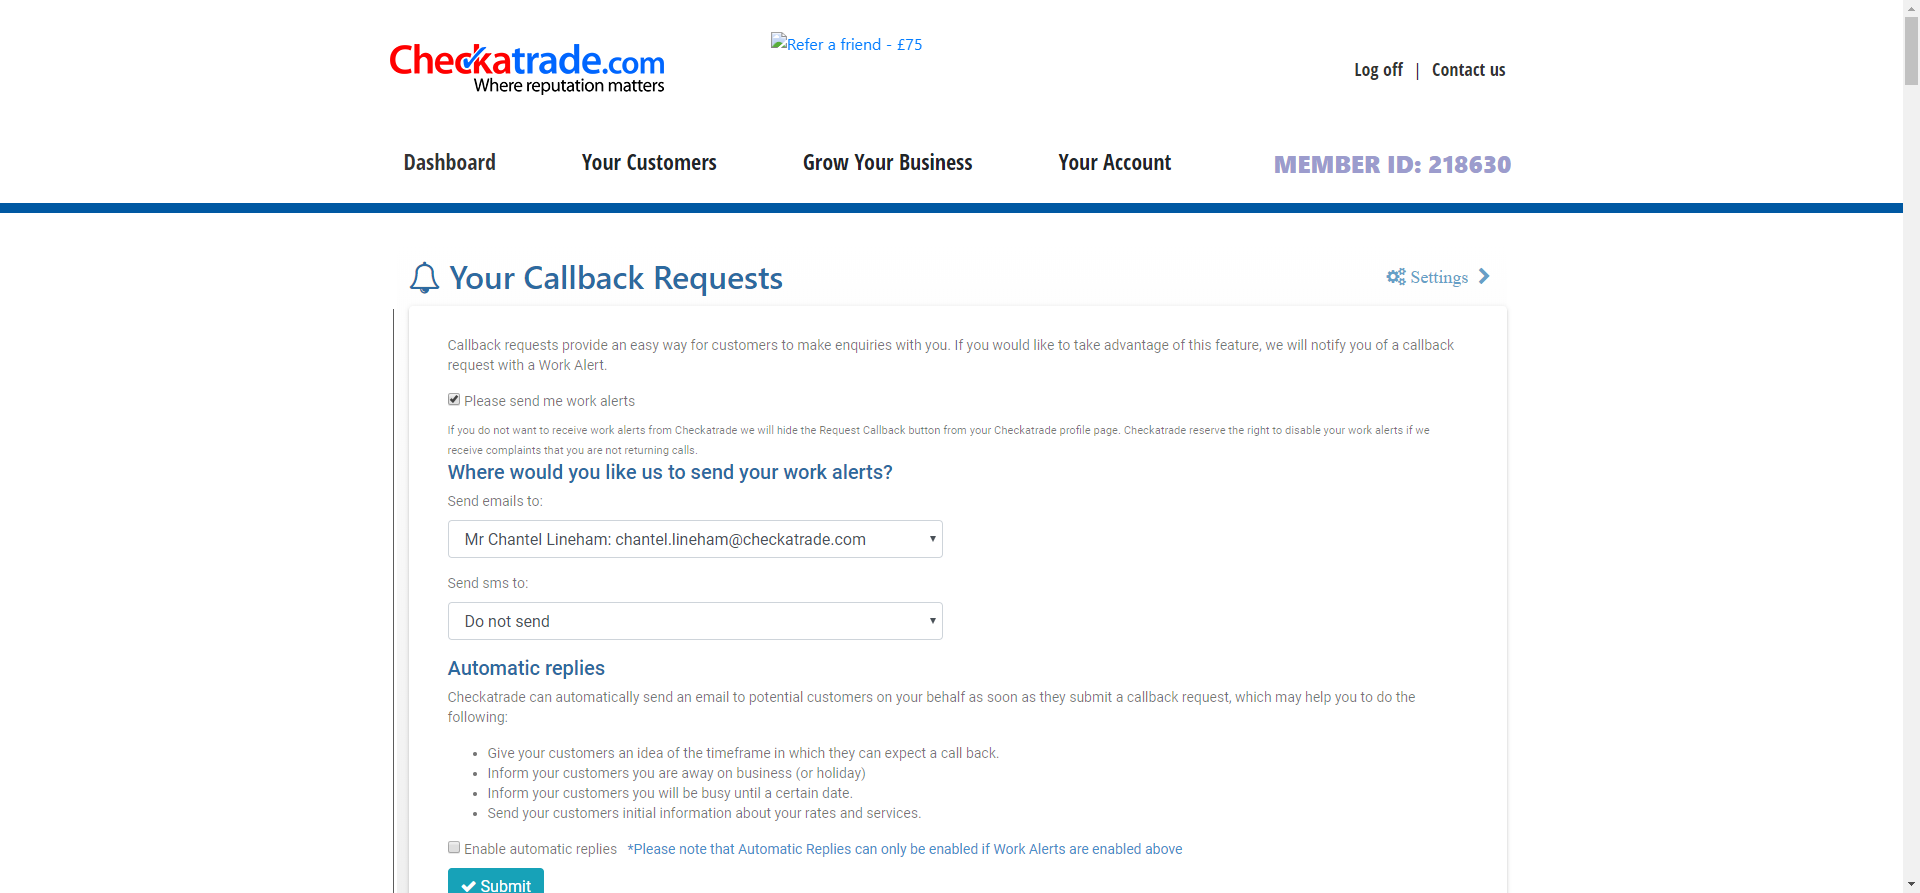 Checkatrade.com
Where reputation matters
Refer a friend - £75
Log off | Contact us
Dashboard
Your Customers
Grow Your Business
Your Account
MEMBER ID: 218630
Your Callback Requests
Settings
Callback requests provide an easy way for customers to make enquiries with you. If you would like to take advantage of this feature, we will notify you of a callback
request with a Work Alert.
Please send me work alerts
If you do not want to receive work alerts from Checkatrade we will hide the Request Callback button from your Checkatrade profile page. Checkatrade reserve the right to disable your work alerts if we
receive complaints that you are not returning calls.
Where would you like us to send your work alerts?
Send emails to:
Mr Chantel Lineham: chantel.lineham@checkatrade.com
Send sms to:
Do not send
Automatic replies
Checkatrade can automatically send an email to potential customers on your behalf as soon as they submit a callback request, which may help you to do the
following:
• Give your customers an idea of the timeframe in which they can expect a call back.
• Inform your customers you are away on business (or holiday)
• Inform your customers you will be busy until a certain date.
• Send your customers initial information about your rates and services.
Enable automatic replies *Please note that Automatic Replies can only be enabled if Work Alerts are enabled above
Submit